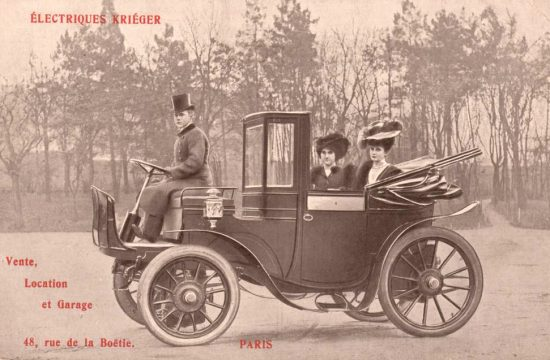 ÉLECTRIQUES KRIÉGER
Vente,
Location
et Garage
48, rue de la Boëtie.
PARIS